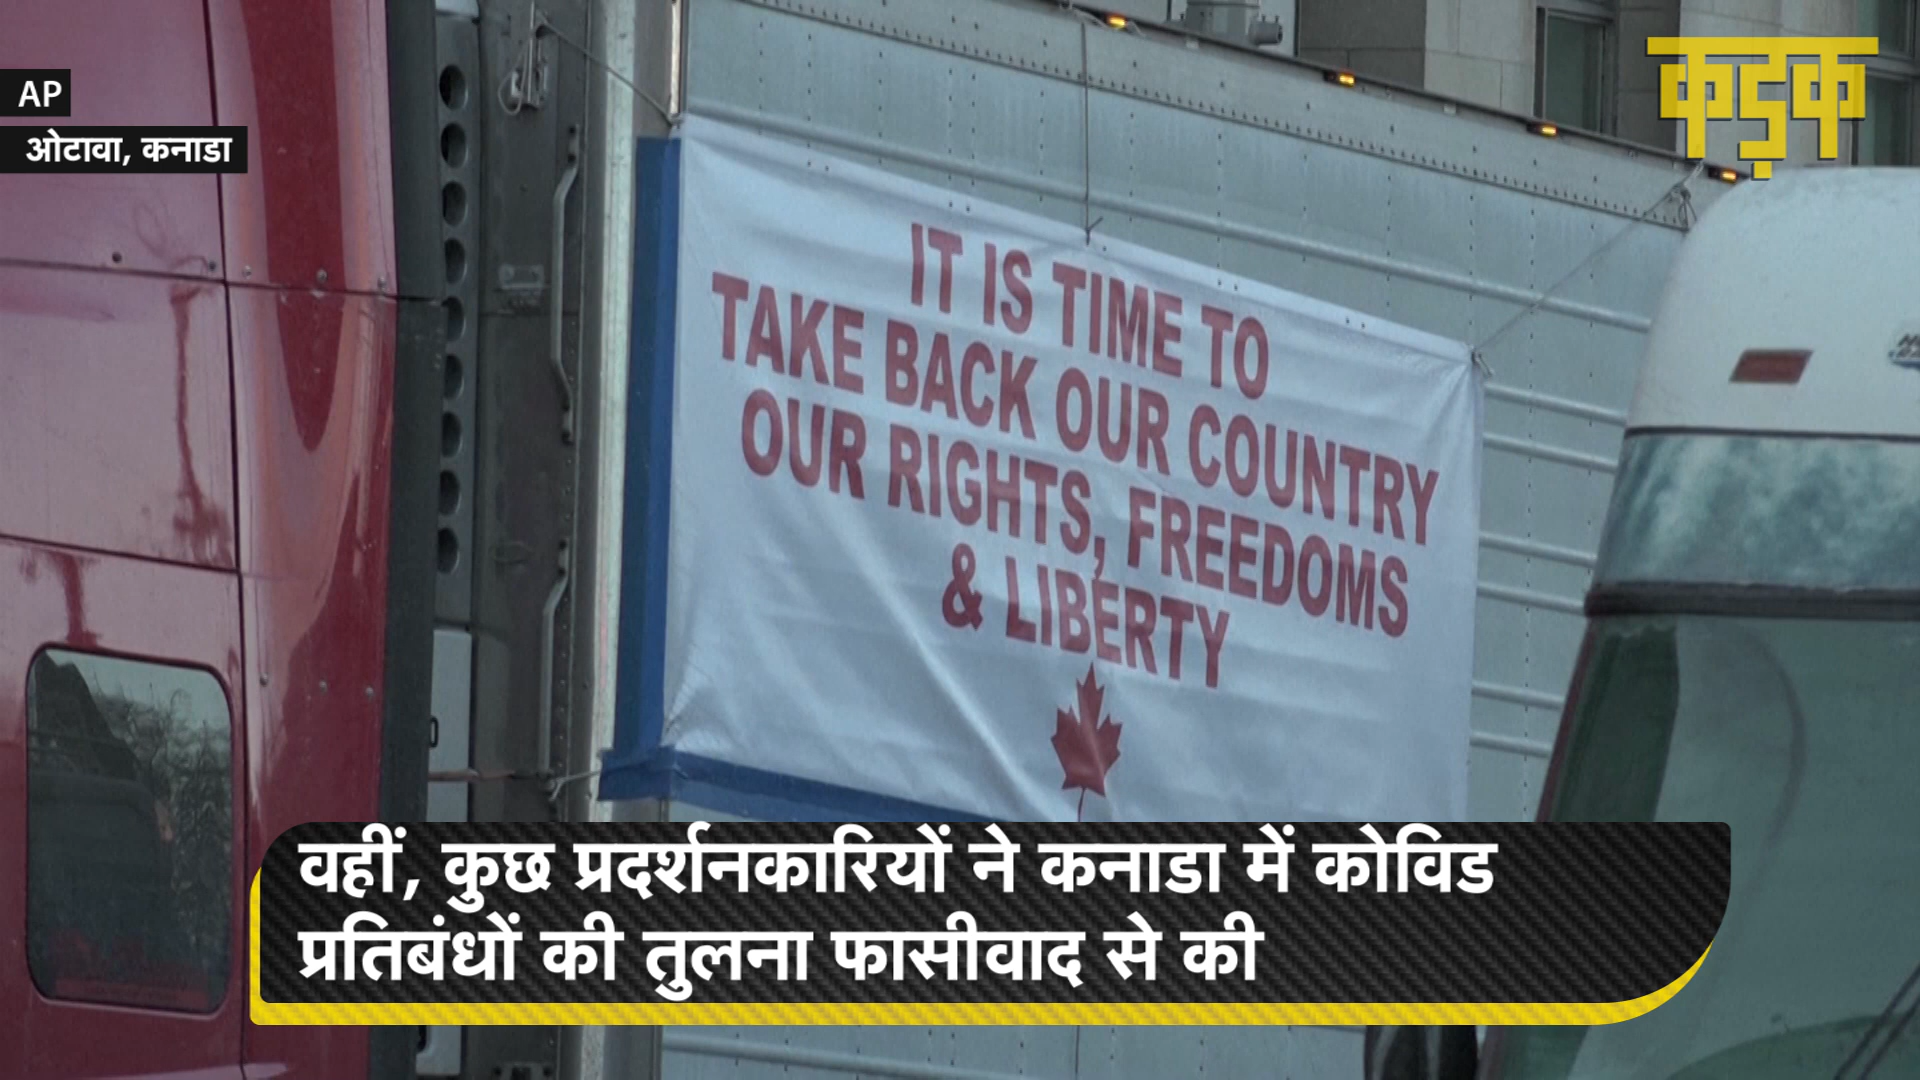 AP
ओटावा, कनाडा
कड़क
IT IS TIME TO
TAKE BACK OUR COUNTRY
OUR RIGHTS, FREEDOMS
& LIBERTY
वहीं, कुछ प्रदर्शनकारियों ने कनाडा में कोविड
प्रतिबंधों की तुलना फासीवाद से की